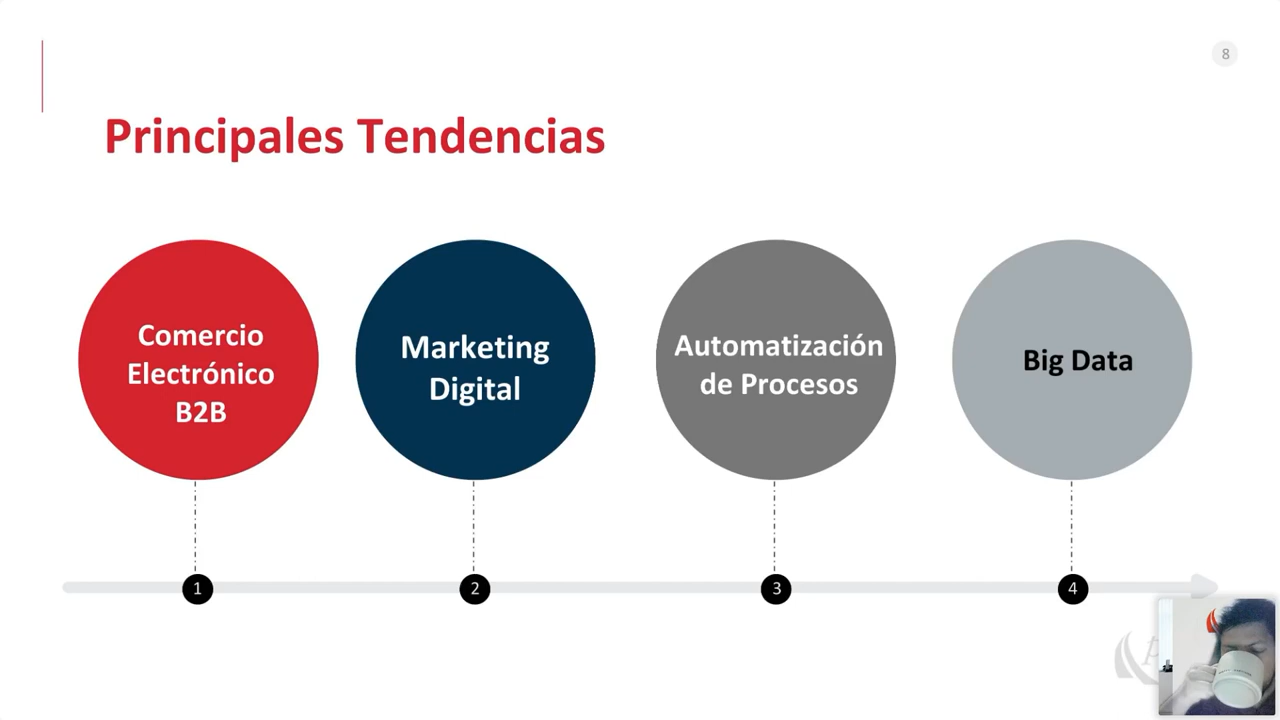 8
Principales Tendencias
Comercio
Electrónico
B2B
Marketing
Digital
Automatización
de Procesos
Big Data
1
2
3
4